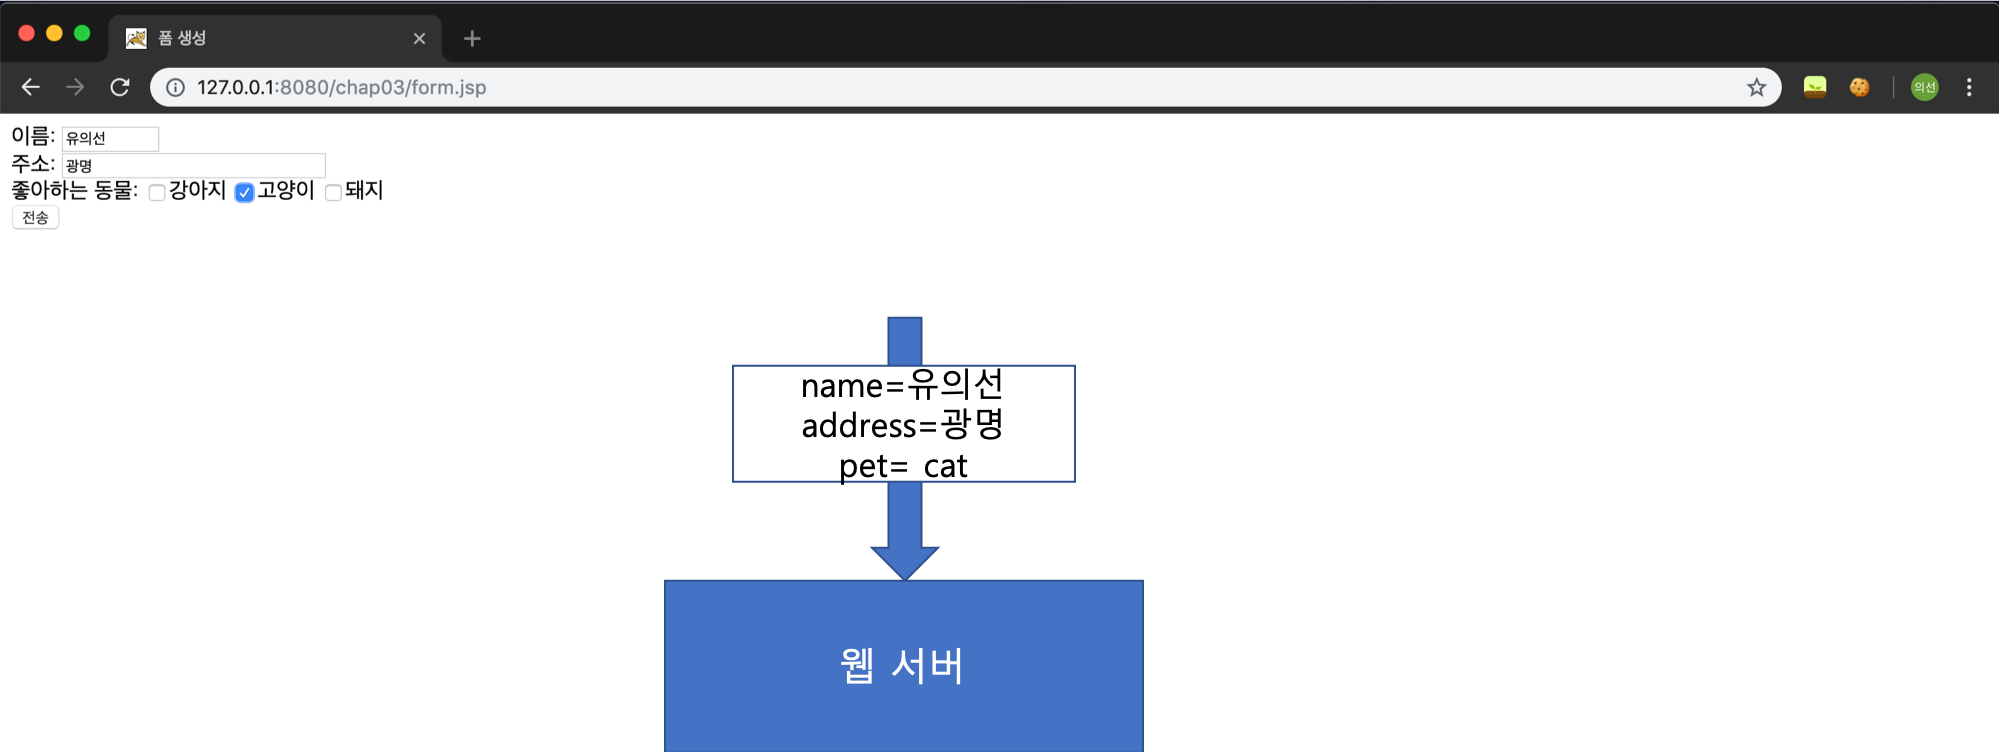 폼 생성
127.0.0.1:8080/chap03/form.jsp
의선
이름: 유의선
주소: 광명
좋아하는 동물: 강아지 고양이 돼지
전송
name=유의선
address=광명
pet= cat
웹 서버